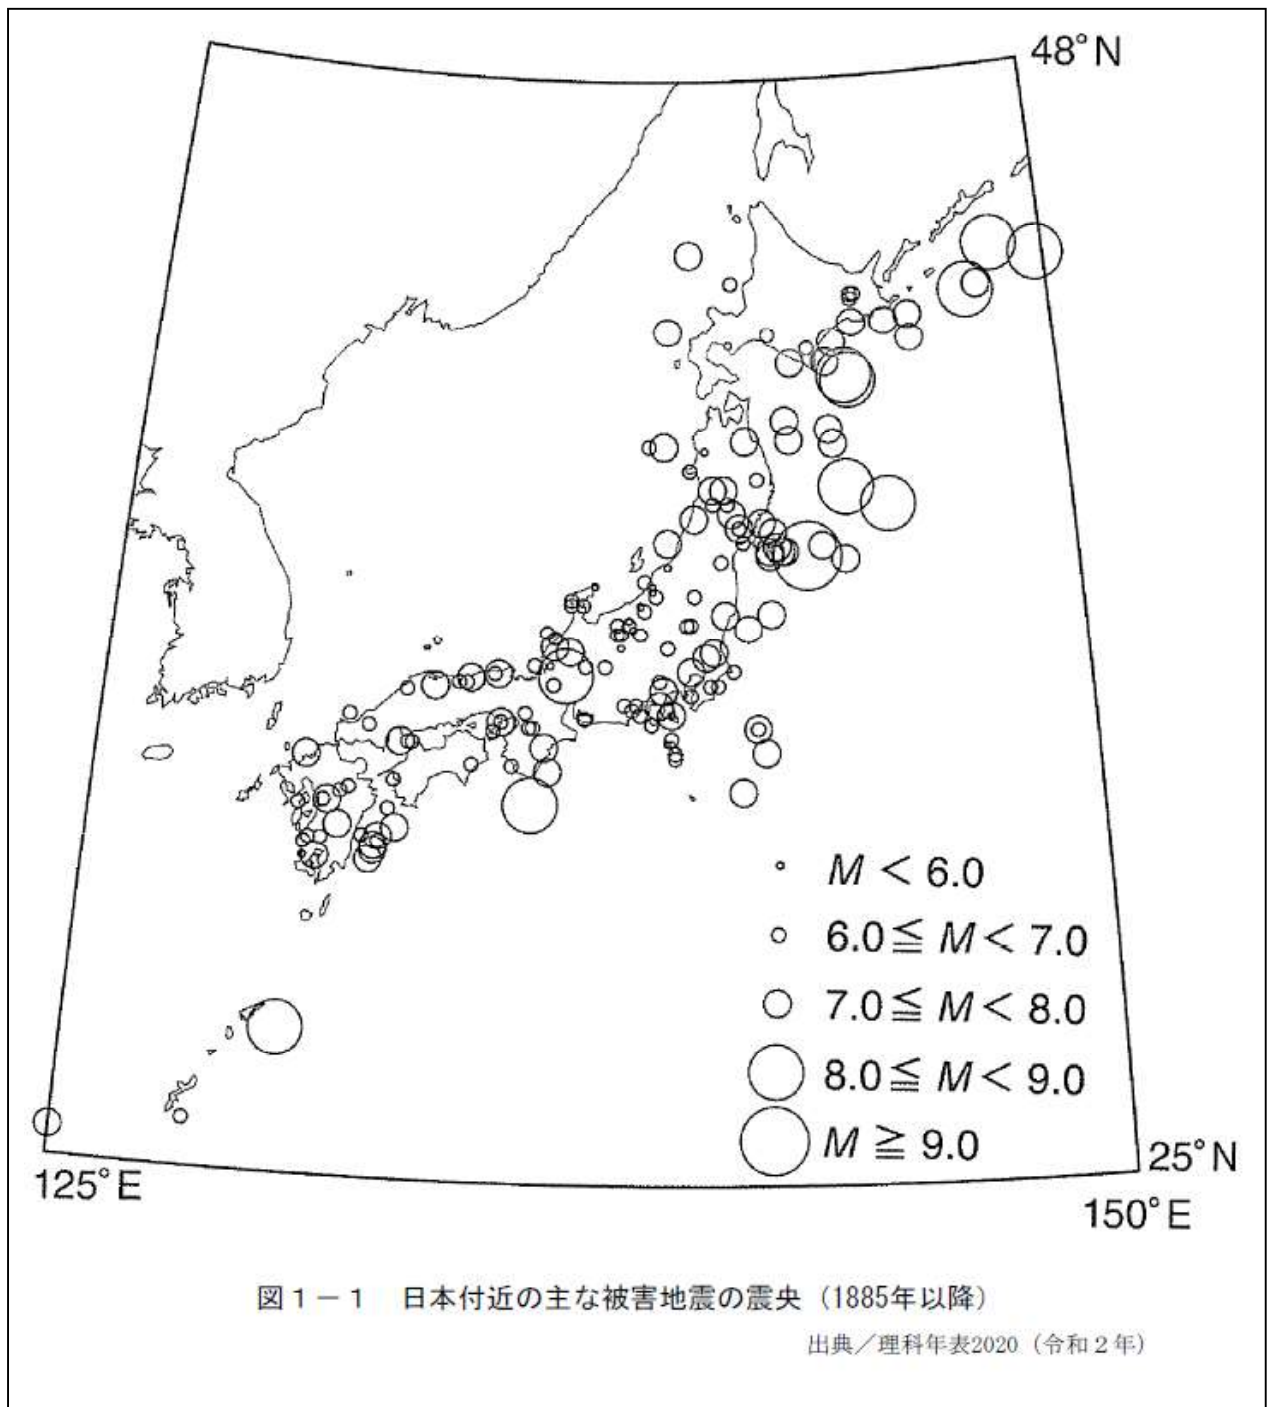 48°N
M < 6.0
6.0 ≦ M < 7.0
7.0 ≦ M < 8.0
8.0 ≦ M < 9.0
M ≧ 9.0
25°N
125°E
150°E
図１－１　日本付近の主な被害地震の震央（1885年以降）
出典／理科年表2020（令和２年）